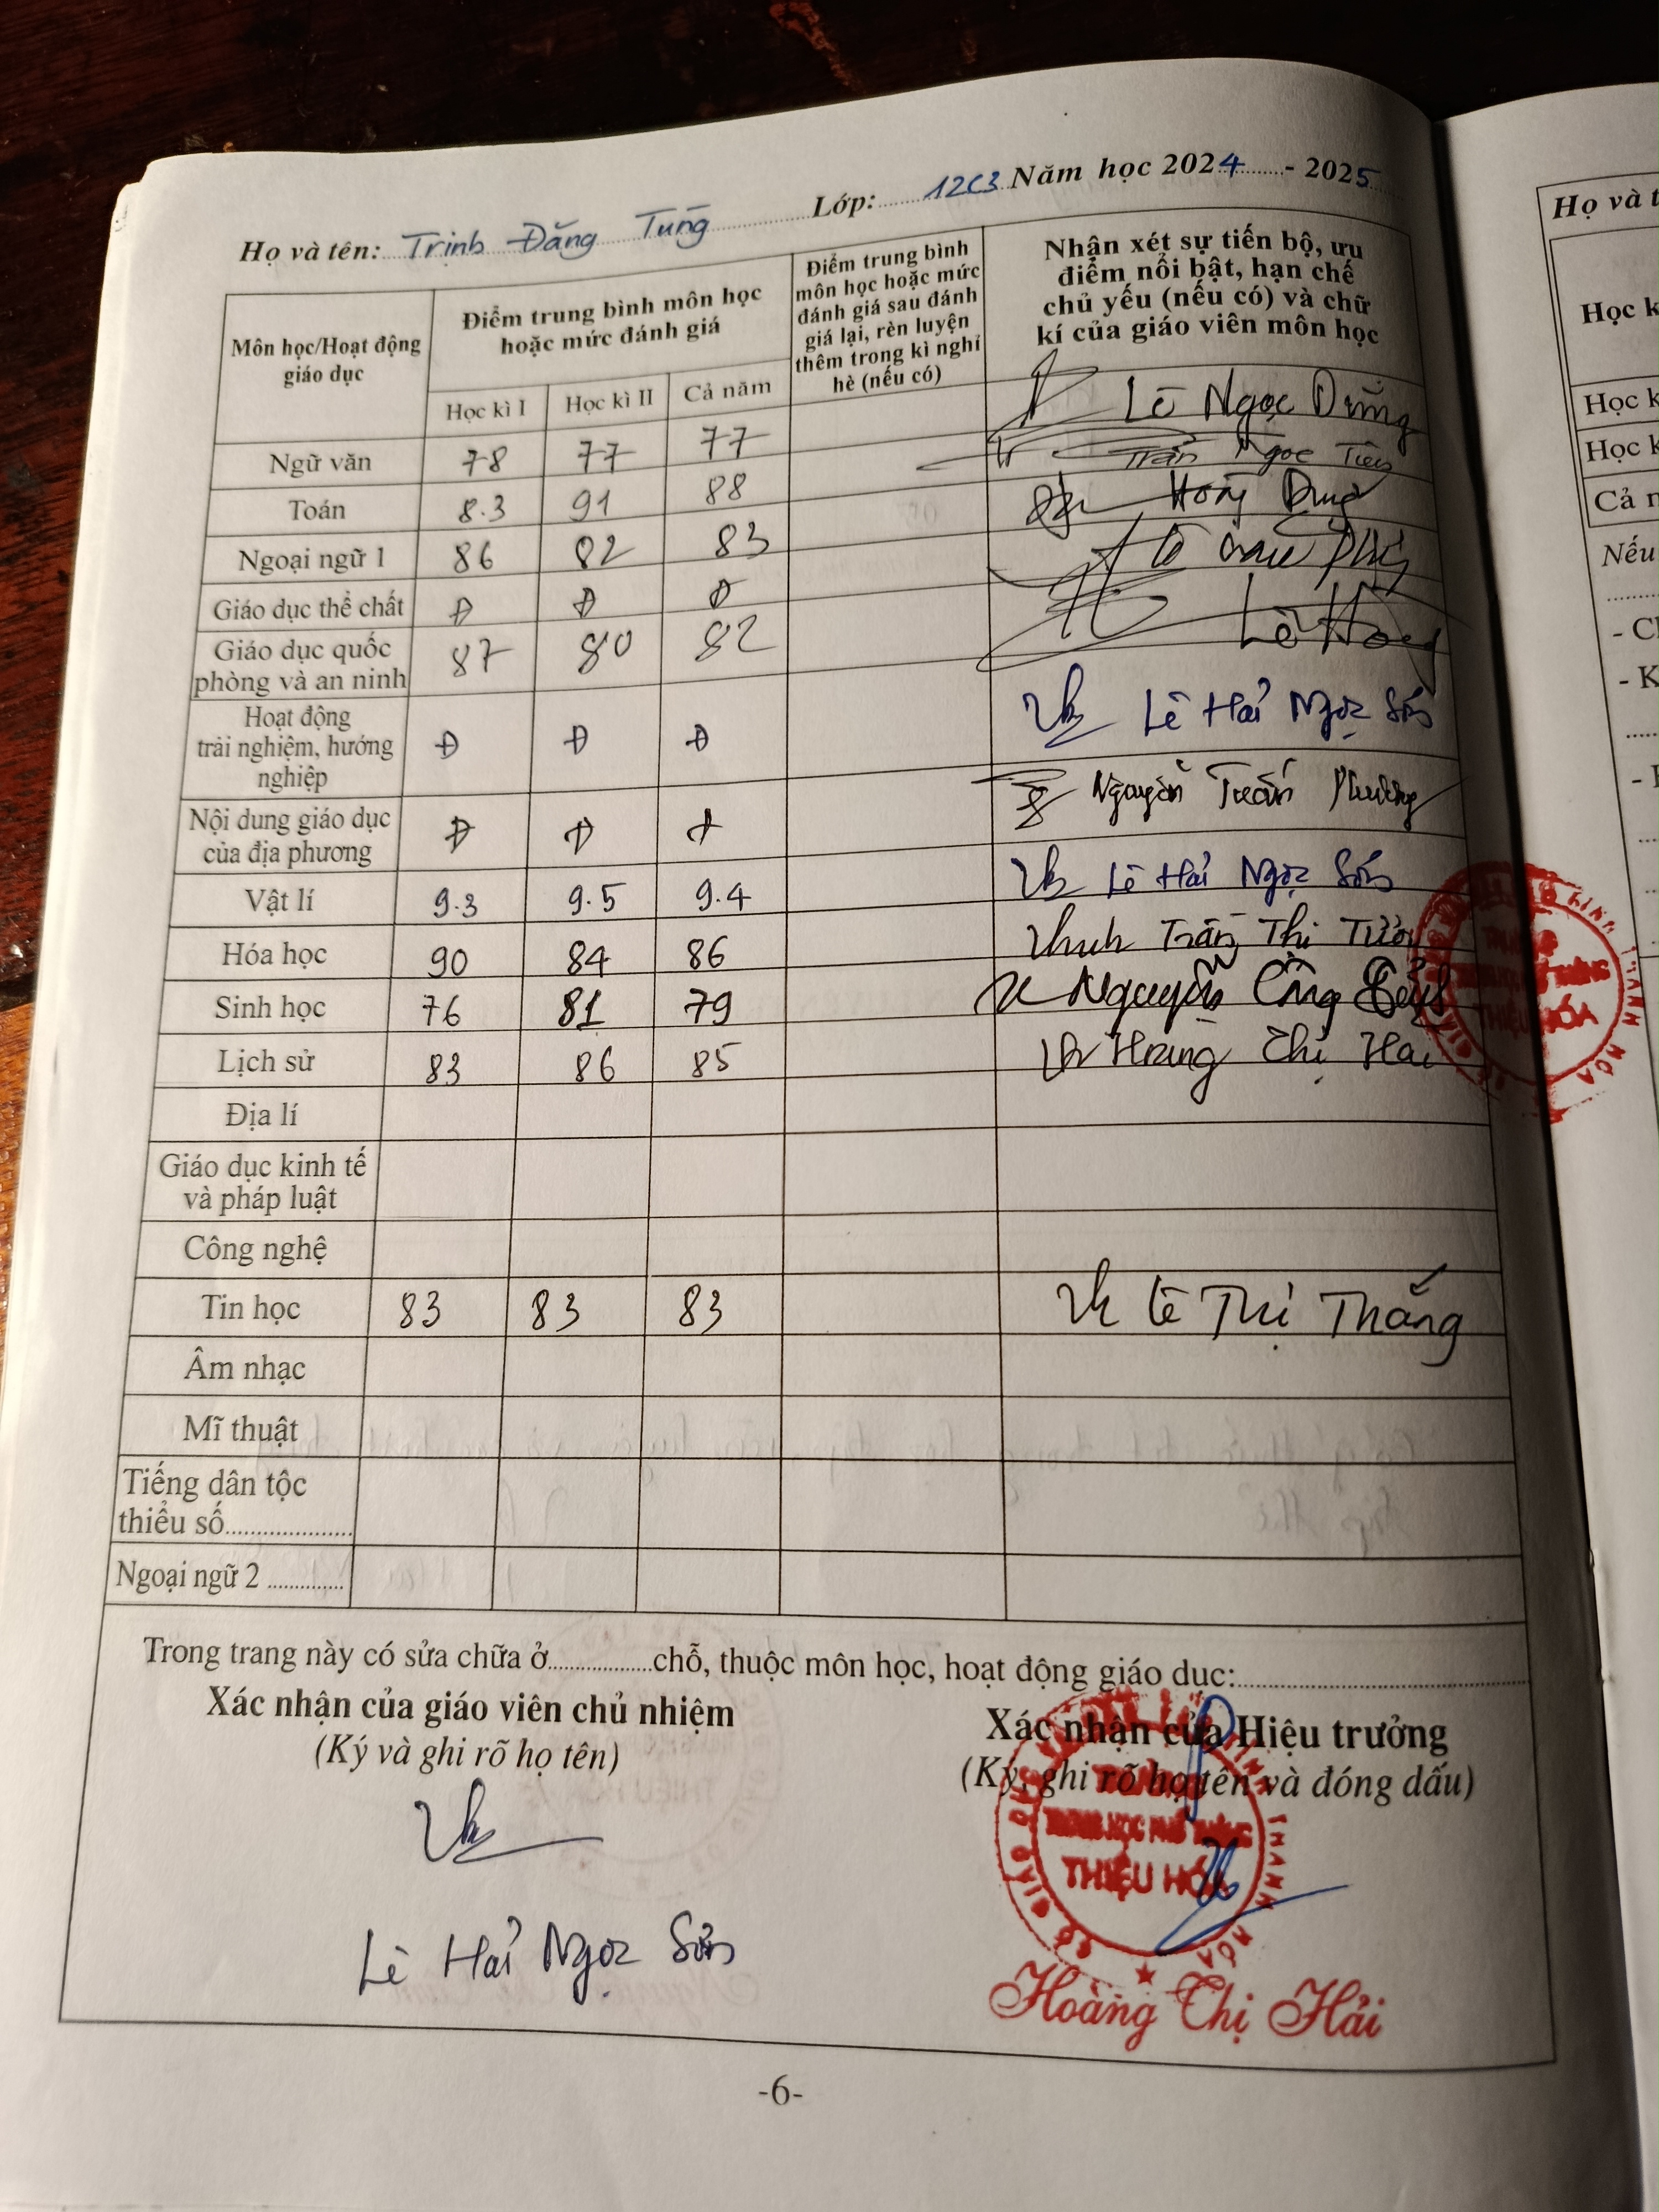 Họ và tên: Trịnh Đăng Tùng Lớp: 12C3 Năm học 2024 - 2025
Môn học/Hoạt động giáo dục
Điểm trung bình môn học hoặc mức đánh giá
Điểm trung bình môn học hoặc mức đánh giá sau đánh giá lại, rèn luyện thêm trong kì nghỉ hè (nếu có)
Nhận xét sự tiến bộ, ưu điểm nổi bật, hạn chế chủ yếu (nếu có) và chữ kí của giáo viên môn học
Học kì I Học kì II Cả năm
Ngữ văn 78 77 77 Lê Ngọc Dũng
Toán 8.3 91 88 Trần Ngọc
Ngoại ngữ 1 86 82 83 Dung
Giáo dục thể chất Đ Đ Đ
Giáo dục quốc phòng và an ninh 87 80 82 Lê
Hoạt động trải nghiệm, hướng nghiệp Đ Đ Đ Lê Hải Ngọc Sơn
Nội dung giáo dục của địa phương Đ Đ Đ Nguyễn
Vật lí 9.3 9.5 9.4 Lê Hải Ngọc Sơn
Hóa học 90 84 86 Trần Thị
Sinh học 76 81 79 Nguyễn Công
Lịch sử 83 86 85 Hoàng Thị
Địa lí
Giáo dục kinh tế và pháp luật
Công nghệ
Tin học 83 83 83 Lê Thị Thắng
Âm nhạc
Mĩ thuật
Tiếng dân tộc thiểu số
Ngoại ngữ 2
Trong trang này có sửa chữa ở chỗ, thuộc môn học, hoạt động giáo dục:
Xác nhận của giáo viên chủ nhiệm
(Ký và ghi rõ họ tên)
Lê Hải Ngọc Sơn
Xác nhận của Hiệu trưởng
(Ký, ghi rõ họ tên và đóng dấu)
TRUNG HỌC PHỔ THÔNG
THIỆU HÓA
Hoàng Thị Hải
-6-
Họ và
Học k
Học k
Học k
Cả n
Nếu